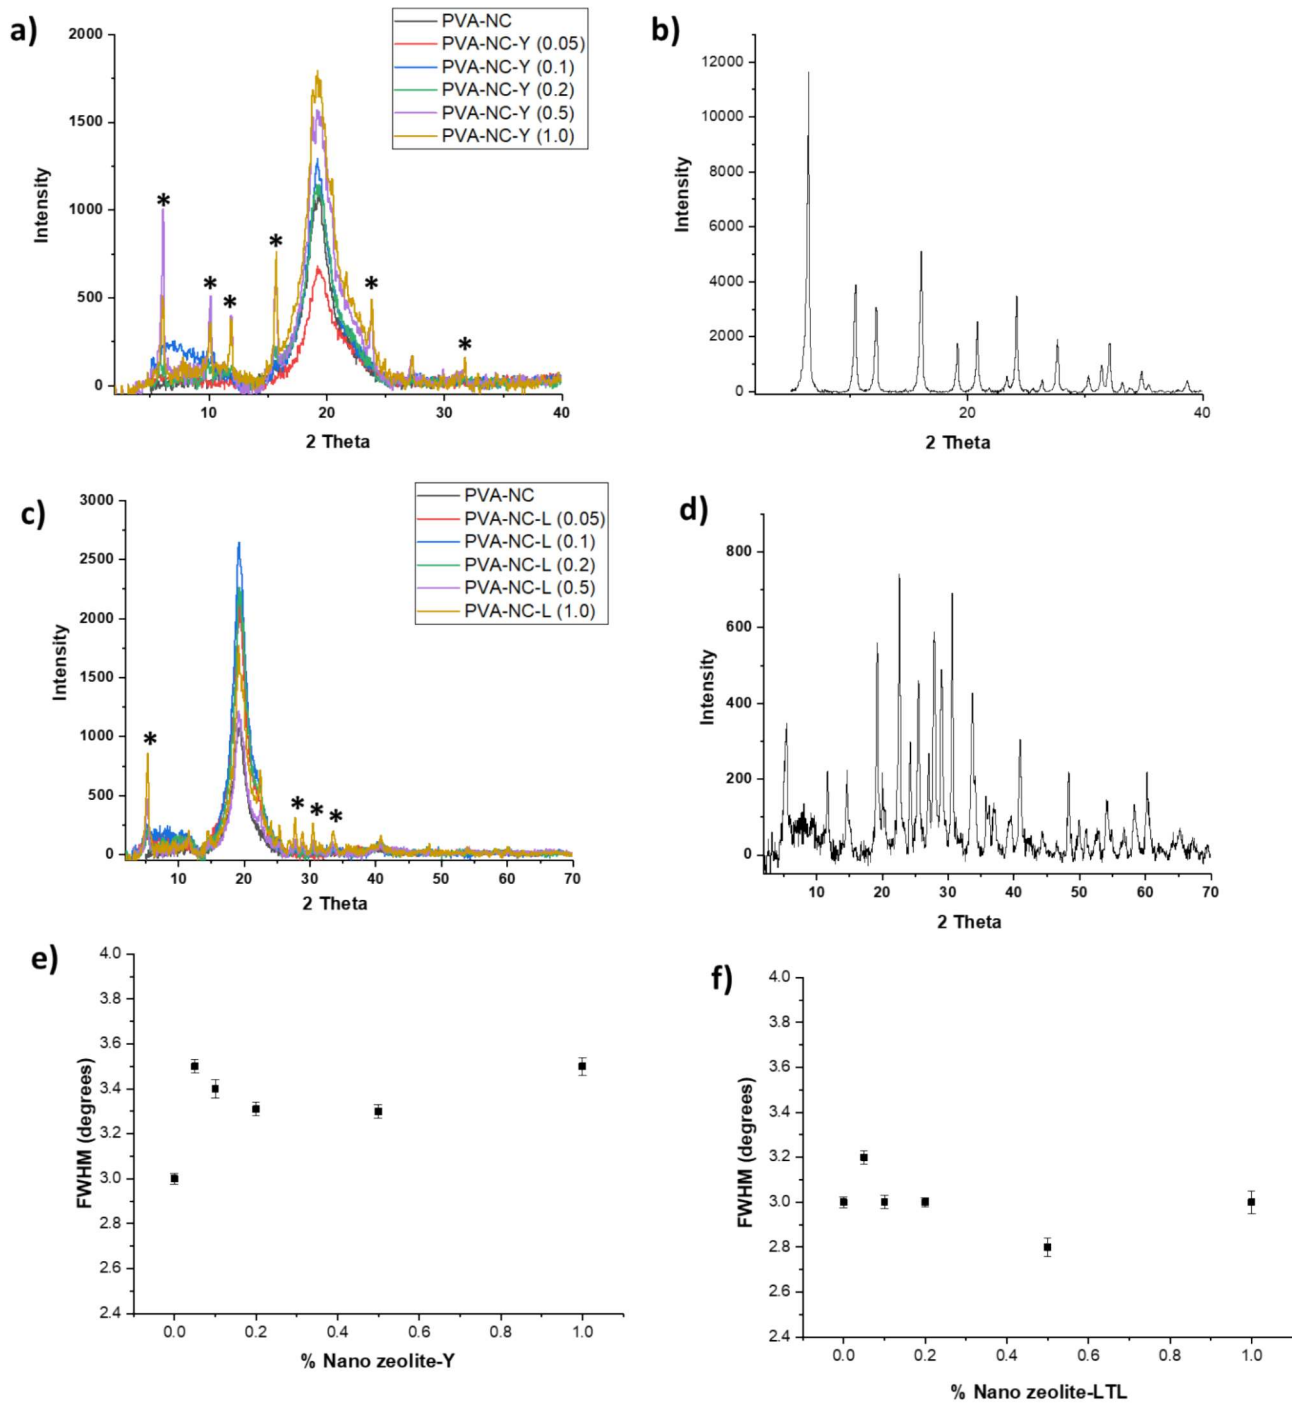 a)
2000
1500
1000
500
0
Intensity
10
20
30
40
2 Theta
PVA-NC
PVA-NC-Y (0.05)
PVA-NC-Y (0.1)
PVA-NC-Y (0.2)
PVA-NC-Y (0.5)
PVA-NC-Y (1.0)
*
*
*
*
*
*
b)
12000
10000
8000
6000
4000
2000
0
Intensity
20
40
2 Theta
c)
3000
2500
2000
1500
1000
500
0
Intensity
10
20
30
40
50
60
70
2 Theta
PVA-NC
PVA-NC-L (0.05)
PVA-NC-L (0.1)
PVA-NC-L (0.2)
PVA-NC-L (0.5)
PVA-NC-L (1.0)
*
*
*
*
d)
800
600
400
200
0
Intensity
10
20
30
40
50
60
70
2 Theta
e)
4.0
3.8
3.6
3.4
3.2
3.0
2.8
2.6
2.4
FWHM (degrees)
0.0
0.2
0.4
0.6
0.8
1.0
% Nano zeolite-Y
f)
4.0
3.8
3.6
3.4
3.2
3.0
2.8
2.6
2.4
FWHM (degrees)
0.0
0.2
0.4
0.6
0.8
1.0
% Nano zeolite-LTL